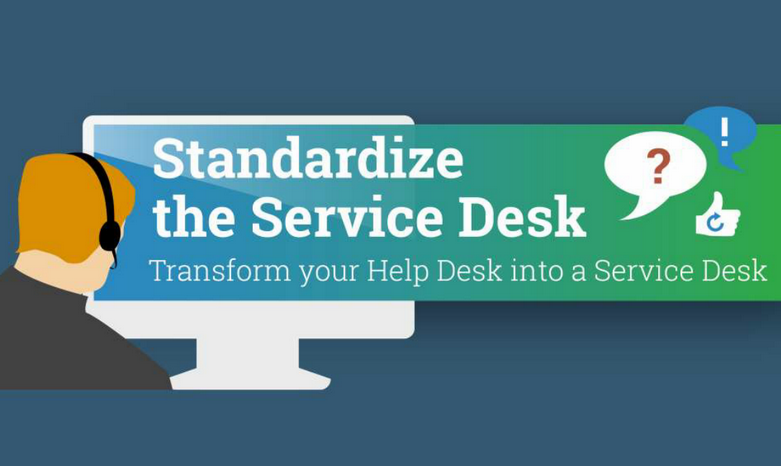 Standardize
the Service Desk
Transform your Help Desk into a Service Desk
?
!